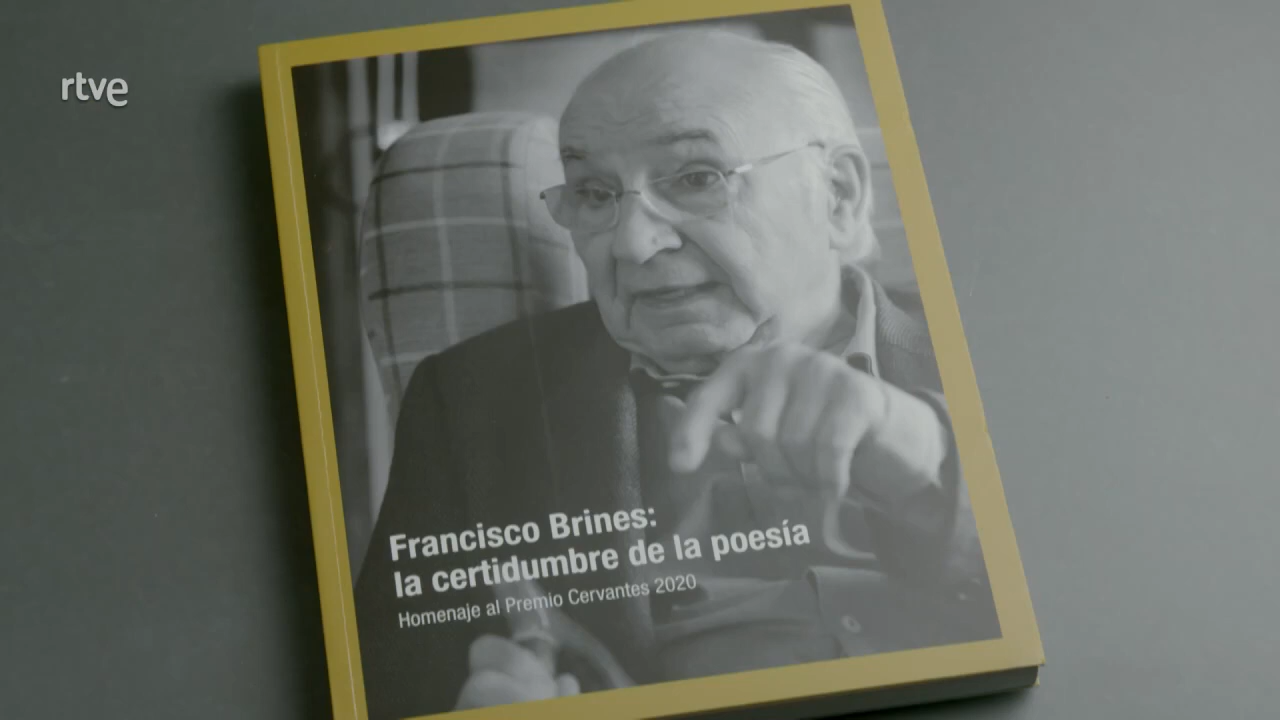 rtve
Francisco Brines:
la certidumbre de la poesía
Homenaje al Premio Cervantes 2020